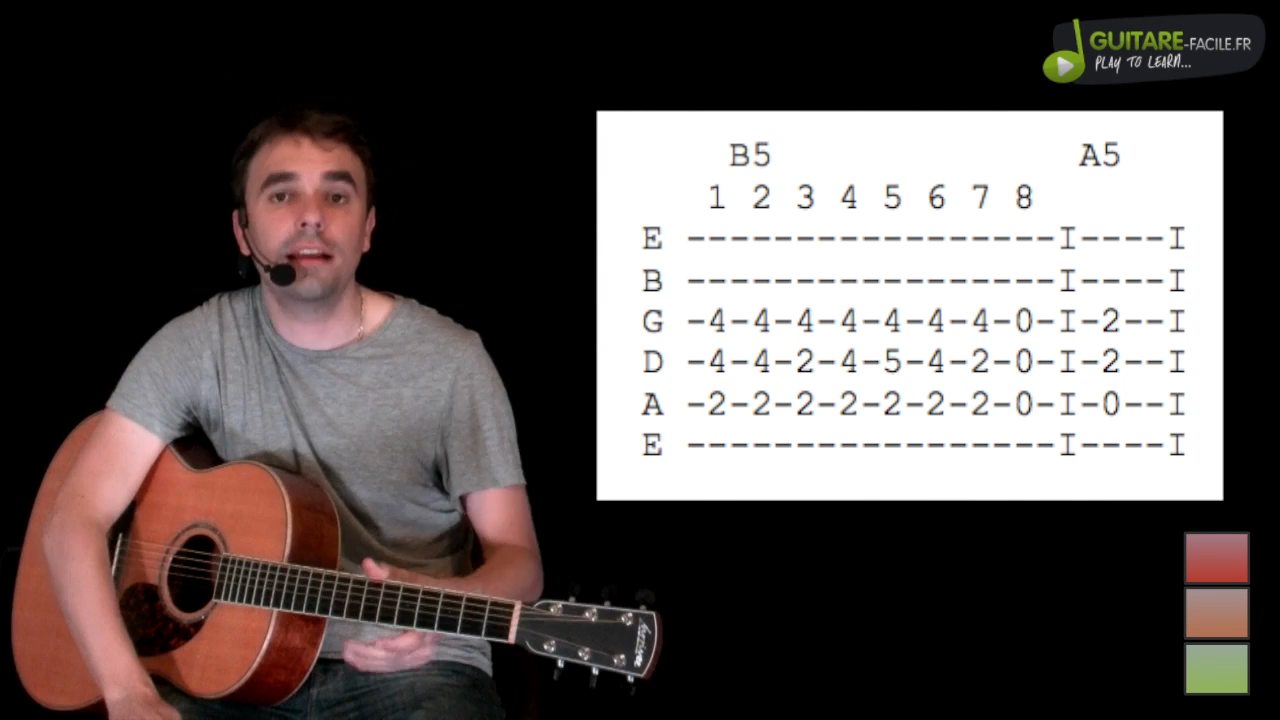 GUITARE-FACILE.FR
PLAY TO LEARN...
B5 A5
1 2 3 4 5 6 7 8
E -----------------I----I
B -----------------I----I
G -4-4-4-4-4-4-4-0-I-2--I
D -4-4-2-4-5-4-2-0-I-2--I
A -2-2-2-2-2-2-2-0-I-0--I
E -----------------I----I
Larrivée